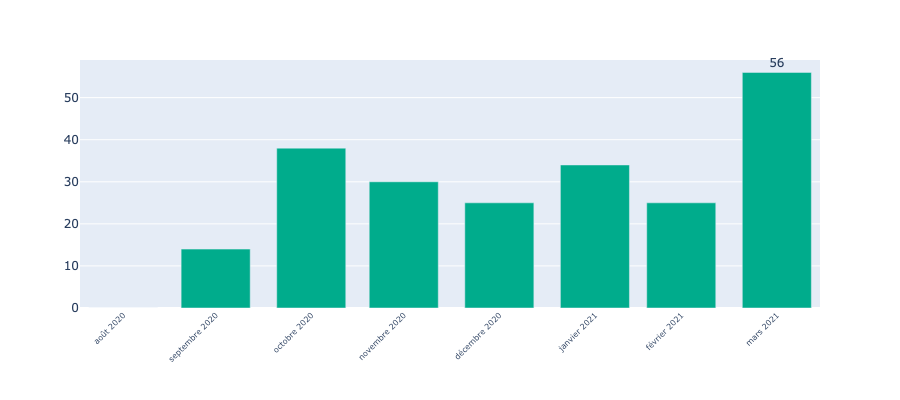 56
50
40
30
20
10
0
août 2020
septembre 2020
octobre 2020
novembre 2020
décembre 2020
janvier 2021
février 2021
mars 2021